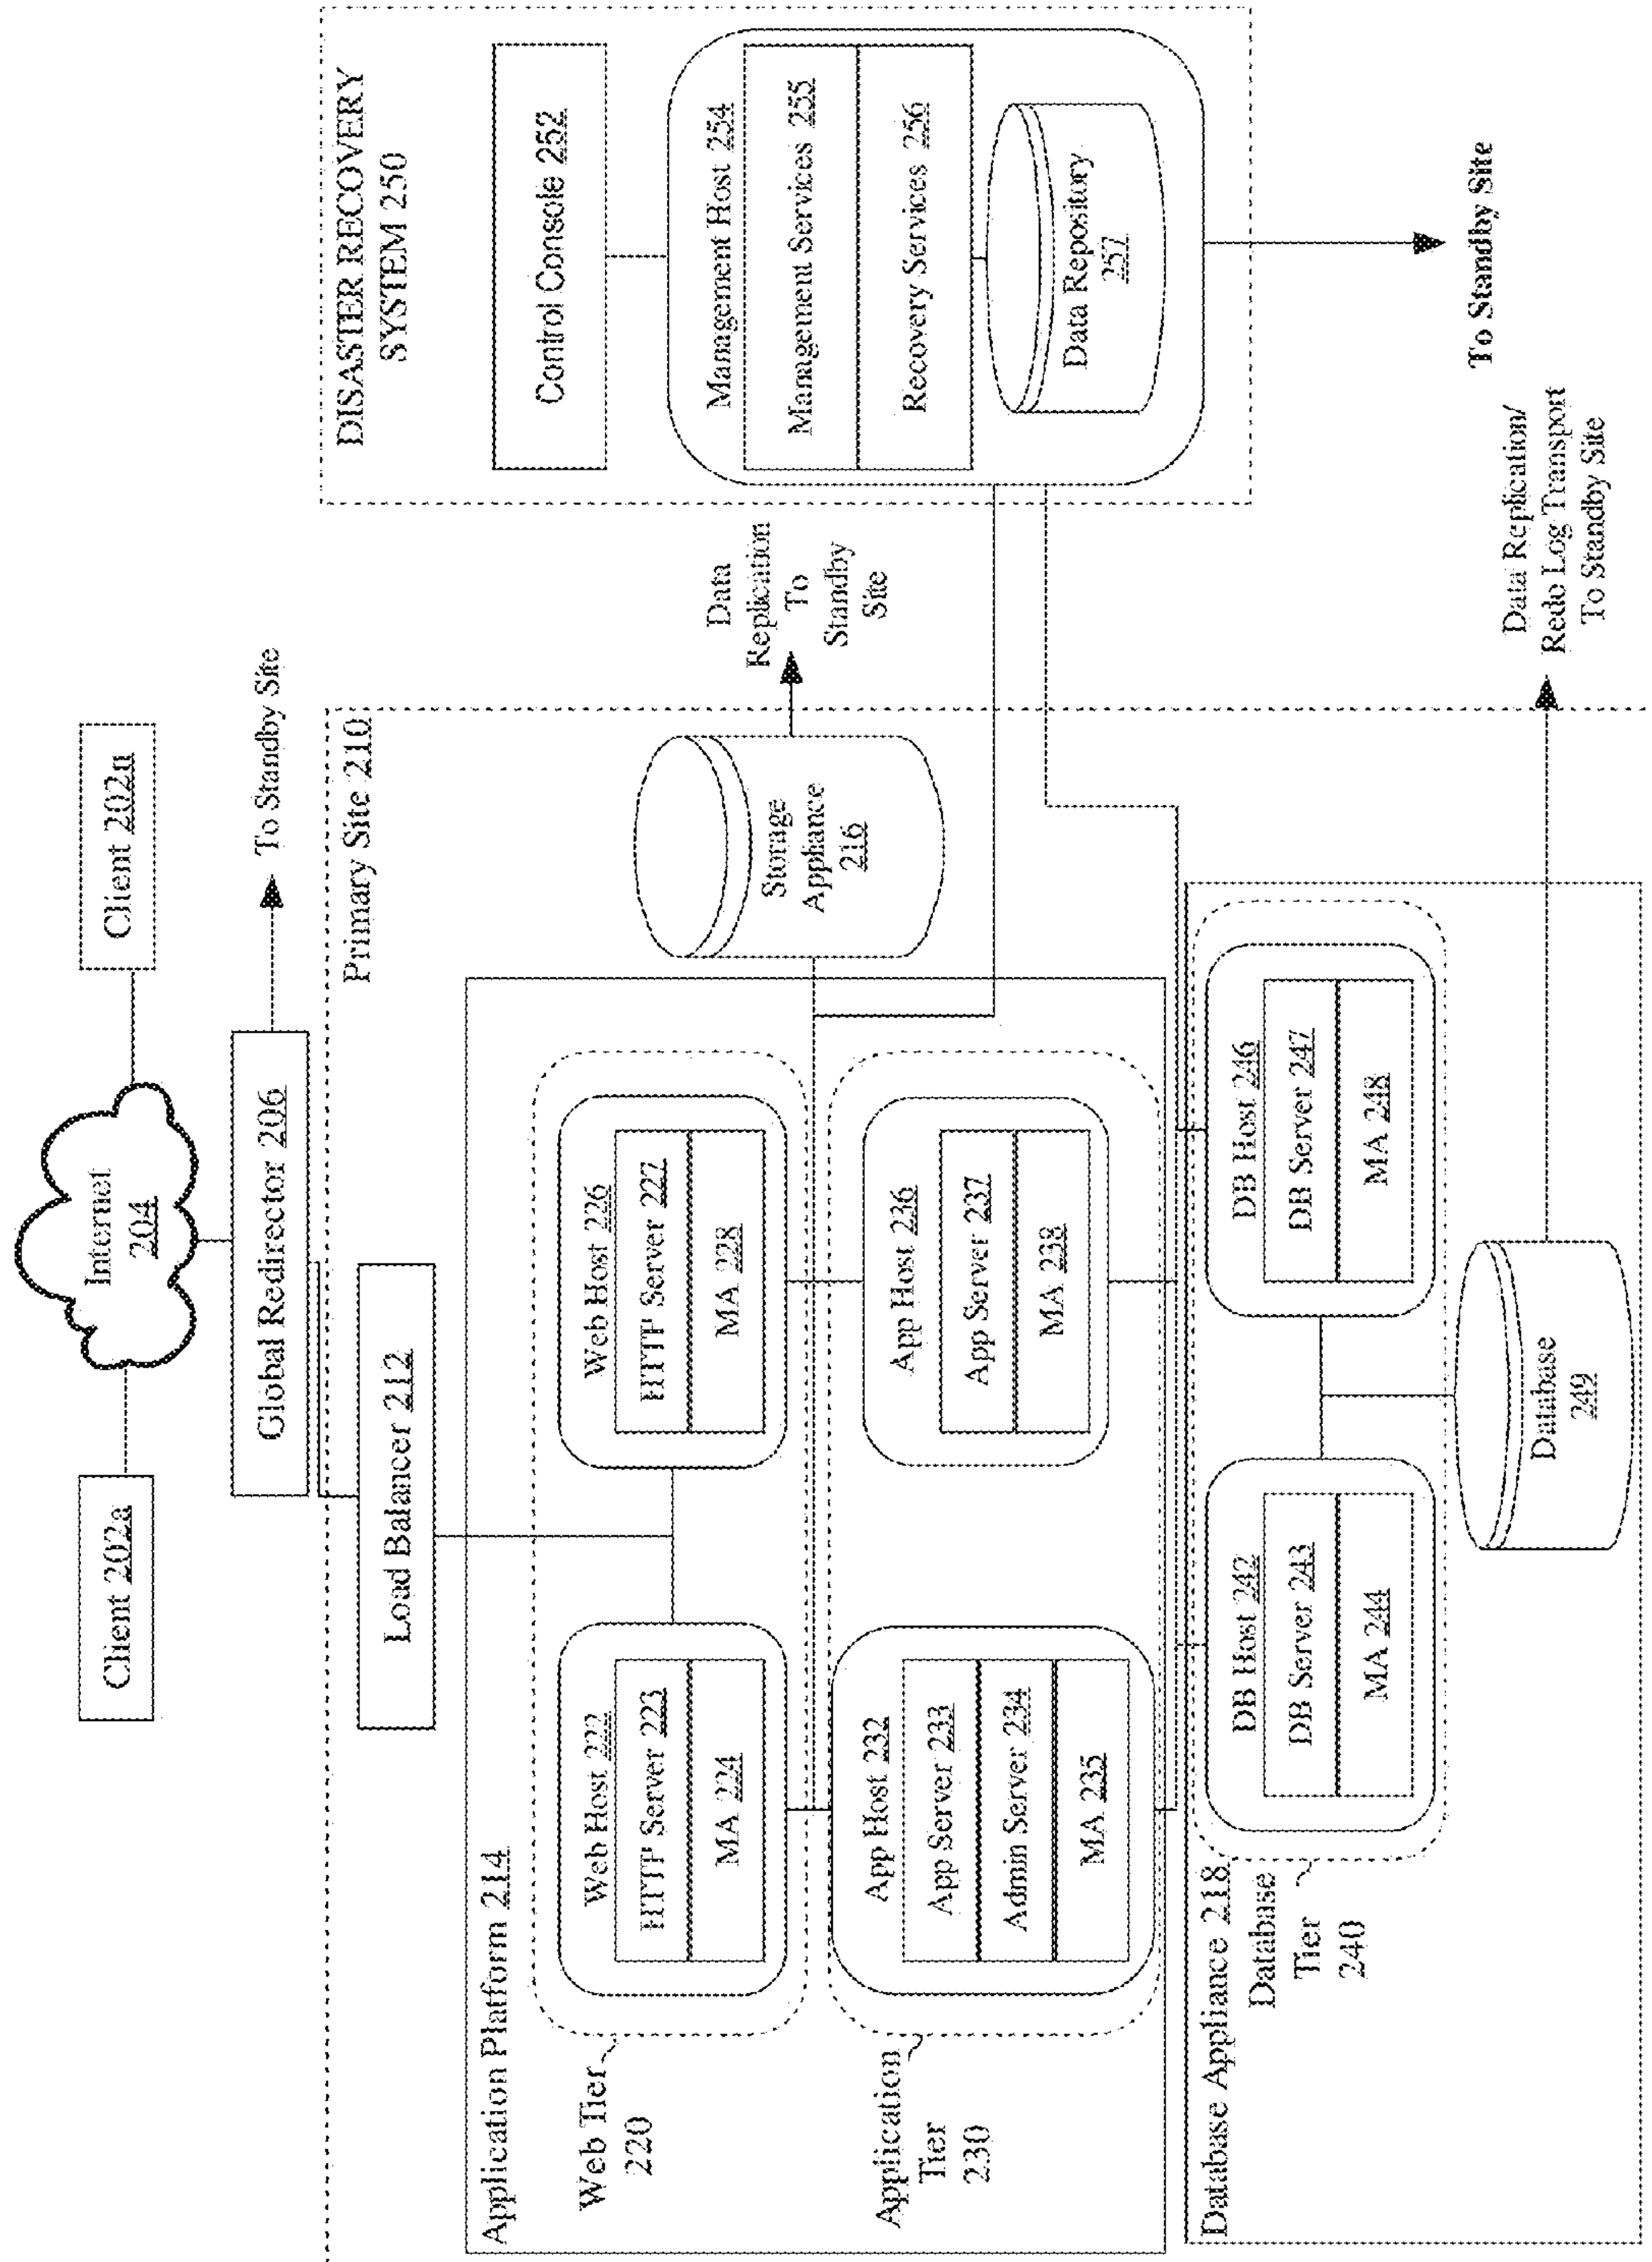 Client 202a
Internet
204
Client 202n
Global Redirector 206
To Standby Site
Load Balancer 212
Primary Site 210
Application Platform 214
Web Tier
220
Web Host 222
HTTP Server 223
MA 224
Web Host 226
HTTP Server 227
MA 228
Storage
Appliance
216
Data
Replication
To
Standby
Site
Application
Tier
230
App Host 232
App Server 233
Admin Server 234
MA 235
App Host 236
App Server 237
MA 238
Database Appliance 218
Database
Tier
240
DB Host 242
DB Server 243
MA 244
DB Host 246
DB Server 247
MA 248
Database
249
Data Replication/
Redo Log Transport
To Standby Site
DISASTER RECOVERY
SYSTEM 250
Control Console 252
Management Host 254
Management Services 255
Recovery Services 256
Data Repository
257
To Standby Site